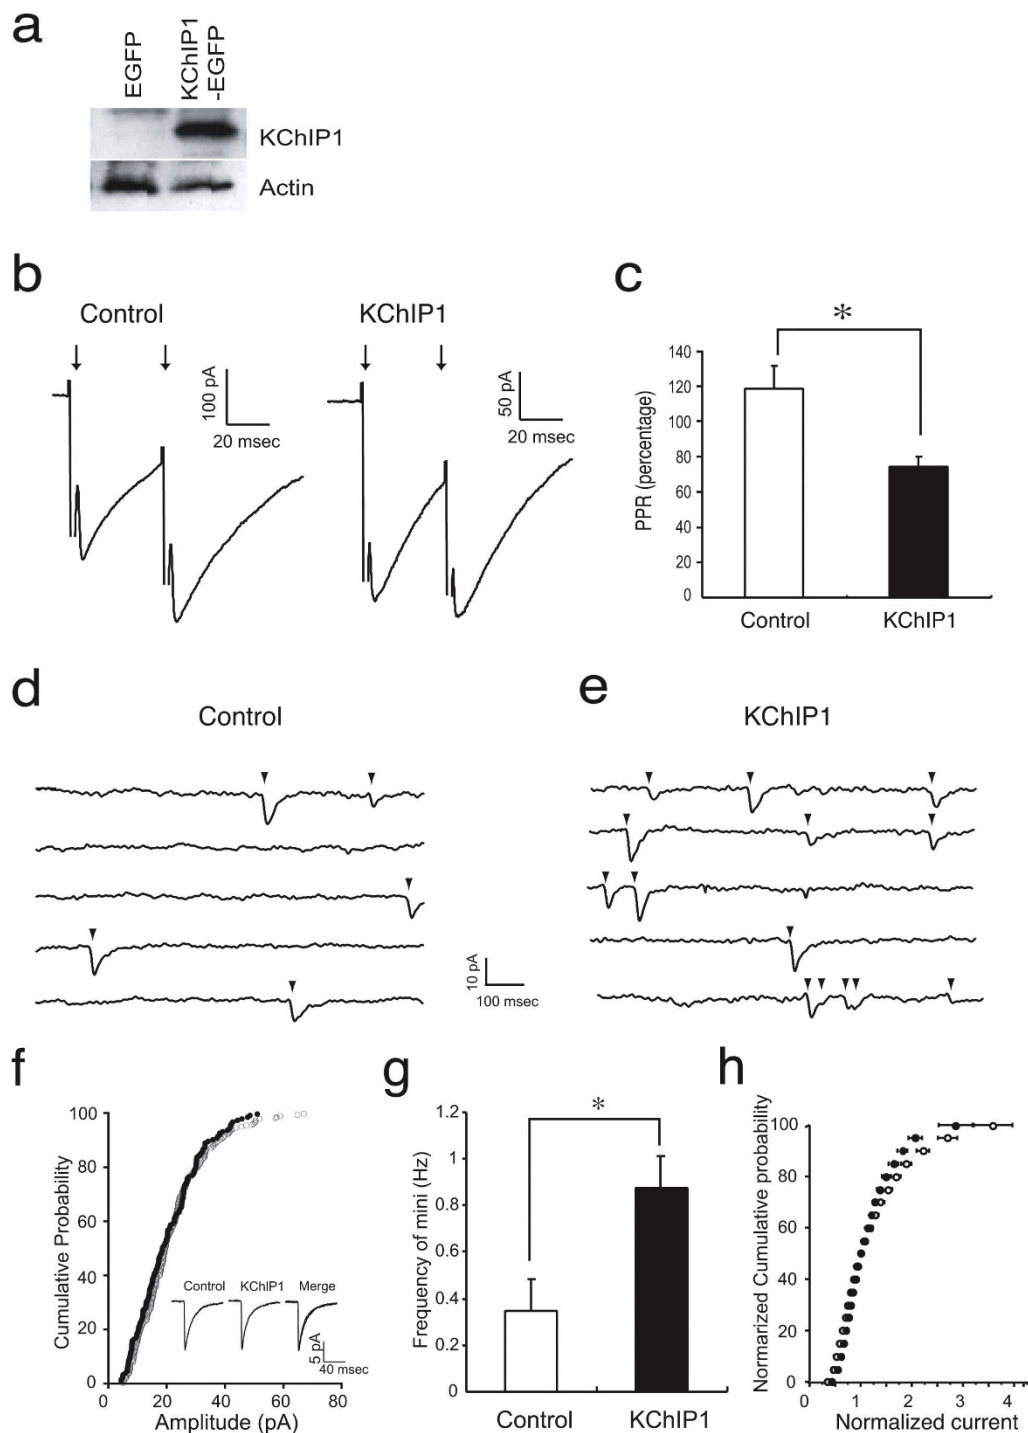 a
EGFP
KChIP1
-EGFP
KChIP1
Actin
b
Control
KChIP1
100 pA
20 msec
50 pA
20 msec
c
*
PPR (percentage)
140
120
100
80
60
40
20
0
Control
KChIP1
d
Control
e
KChIP1
10 pA
100 msec
f
Cumulative Probability
100
80
60
40
20
0
Control
KChIP1
Merge
5 pA
40 msec
0
20
40
60
80
Amplitude (pA)
g
*
Frequency of mini (Hz)
1.2
1
0.8
0.6
0.4
0.2
0
Control
KChIP1
h
Normarized Cumulative probability
100
80
60
40
20
0
0
1
2
3
4
Normalized current